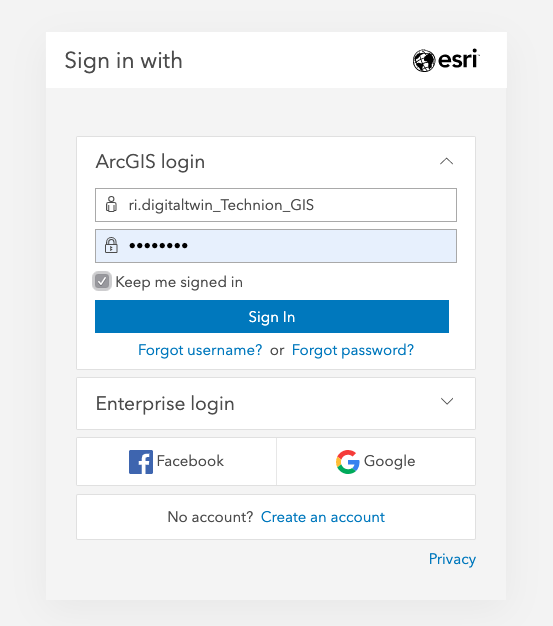 Sign in with
esri
ArcGIS login
ri.digitaltwin_Technion_GIS
••••••••
Keep me signed in
Sign In
Forgot username? or Forgot password?
Enterprise login
Facebook
Google
No account? Create an account
Privacy